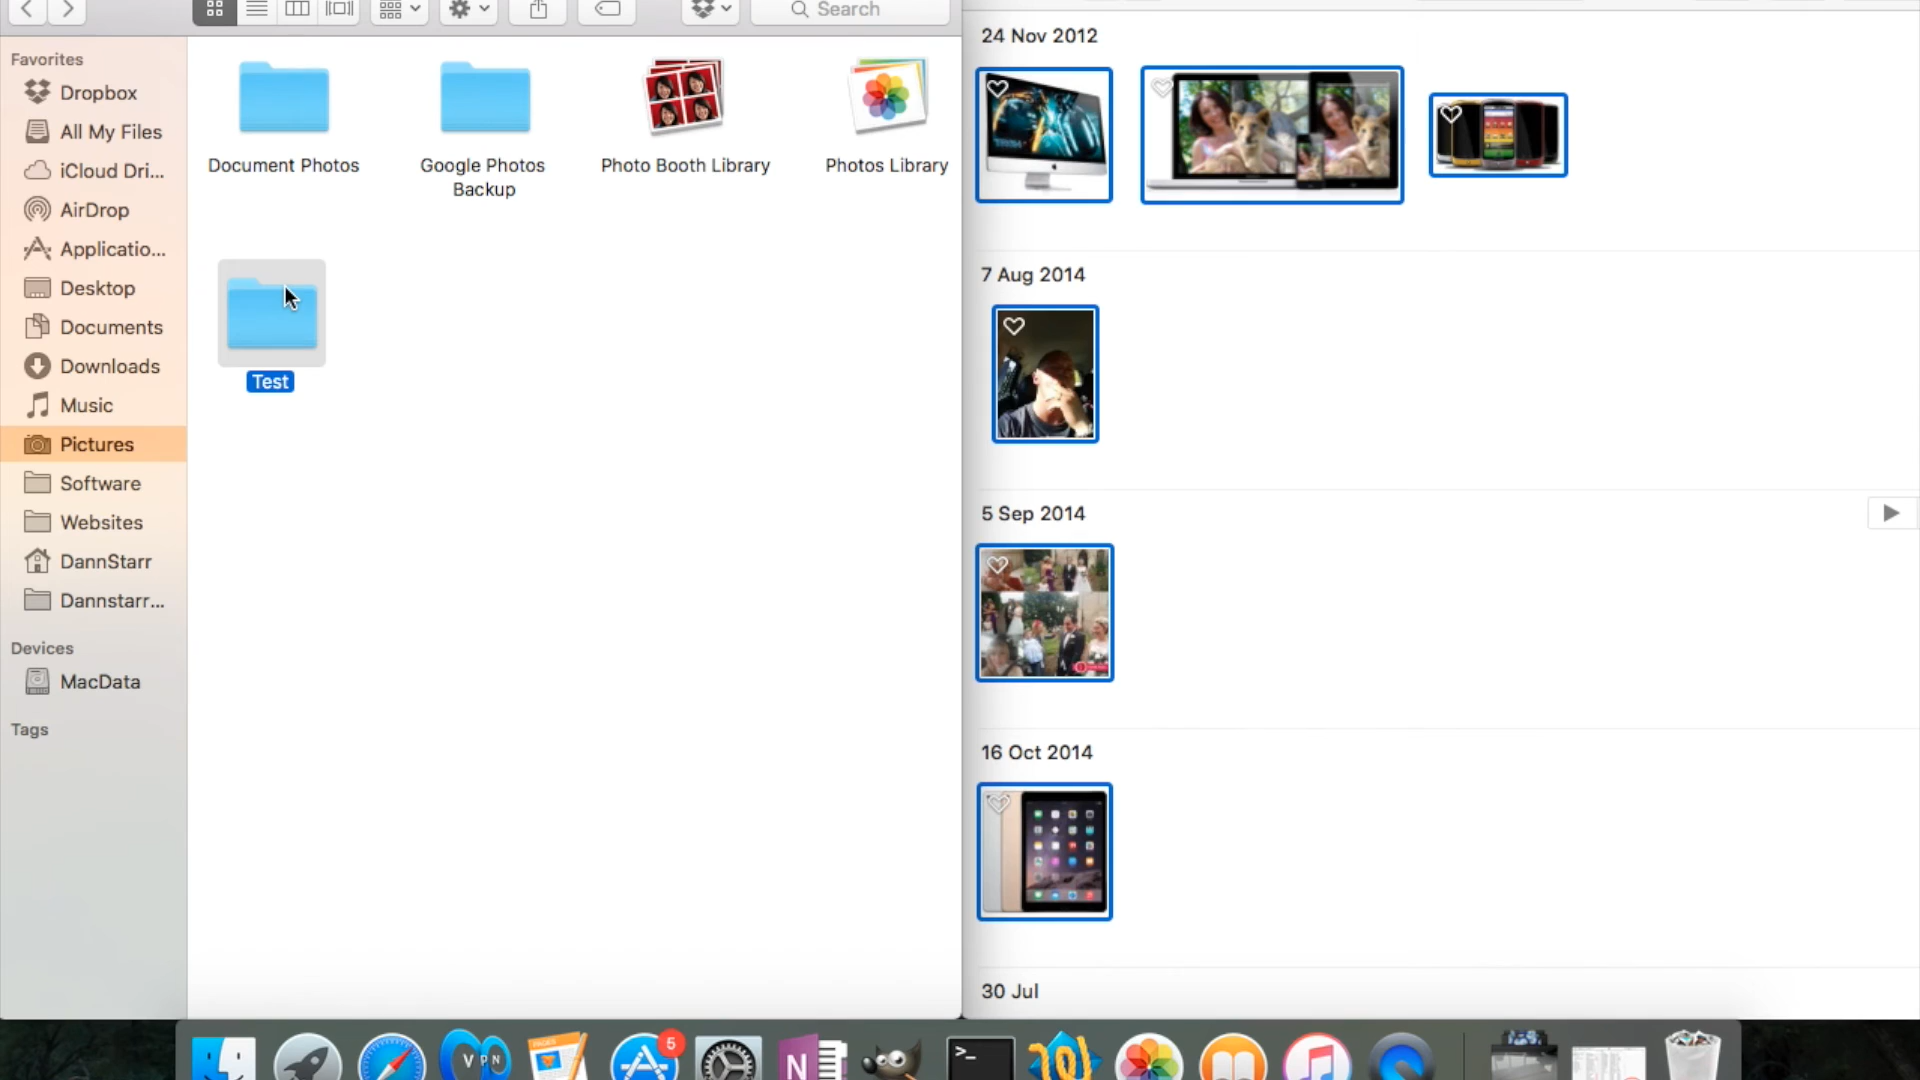 Search
Favorites
Dropbox
All My Files
iCloud Dri...
AirDrop
Applicatio...
Desktop
Documents
Downloads
Music
Pictures
Software
Websites
DannStarr
Dannstarr...
Devices
MacData
Tags
Document Photos
Google Photos
Backup
Photo Booth Library
Photos Library
Test
24 Nov 2012
7 Aug 2014
5 Sep 2014
16 Oct 2014
30 Jul
VPN
PAGES
5
N
>_